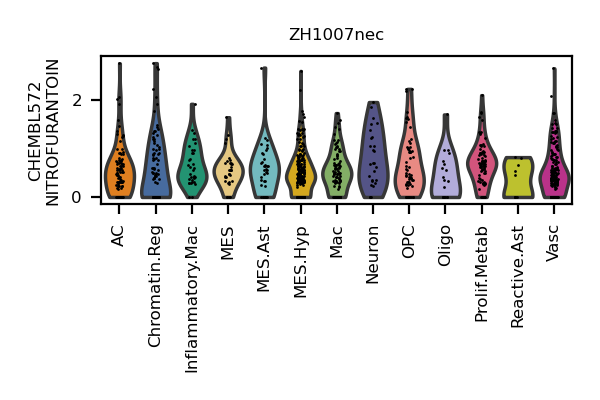 ZH1007nec
CHEMBL572
NITROFURANTOIN
2
0
AC
Chromatin.Reg
Inflammatory.Mac
MES
MES.Ast
MES.Hyp
Mac
Neuron
OPC
Oligo
Prolif.Metab
Reactive.Ast
Vasc